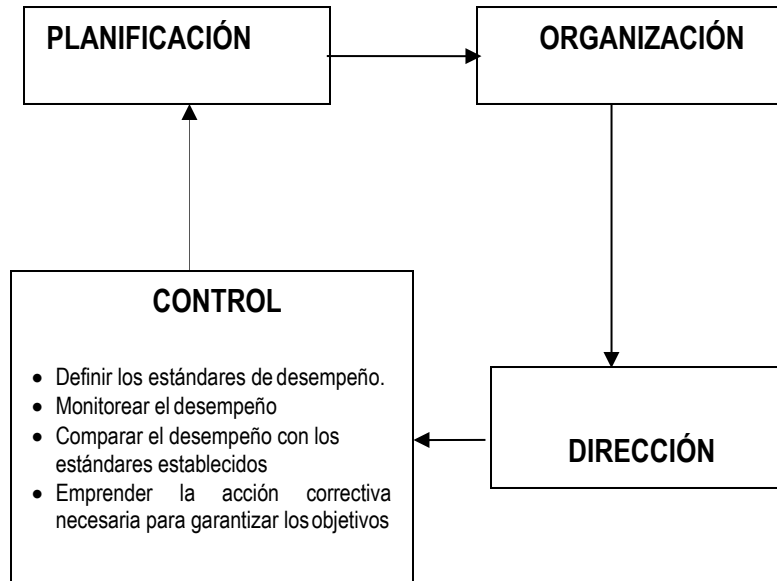 PLANIFICACIÓN
ORGANIZACIÓN
CONTROL
• Definir los estándares de desempeño.
• Monitorear el desempeño
• Comparar el desempeño con los
estándares establecidos
• Emprender la acción correctiva
necesaria para garantizar los objetivos
DIRECCIÓN